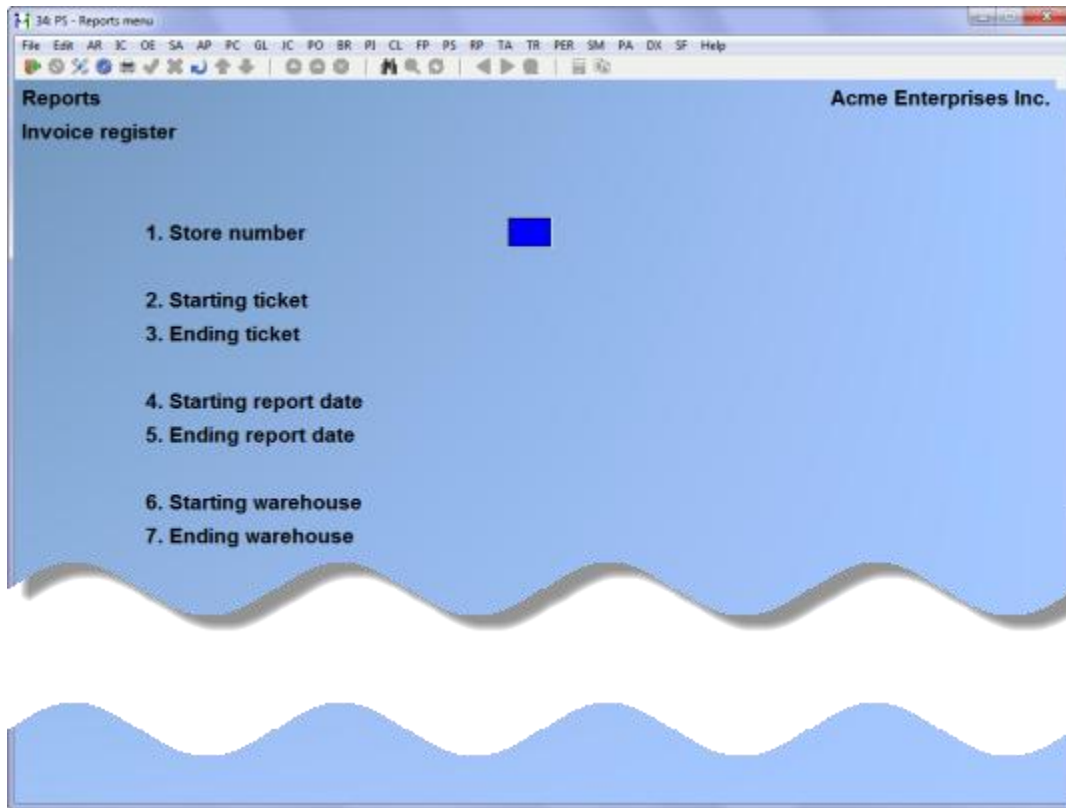 34: PS - Reports menu
File Edit AR IC OE SA AP PC GL JC PO BR PJ CL FP PS RP TA TR PER SM PA DX SF Help
Reports
Acme Enterprises Inc.
Invoice register
1. Store number
2. Starting ticket
3. Ending ticket
4. Starting report date
5. Ending report date
6. Starting warehouse
7. Ending warehouse